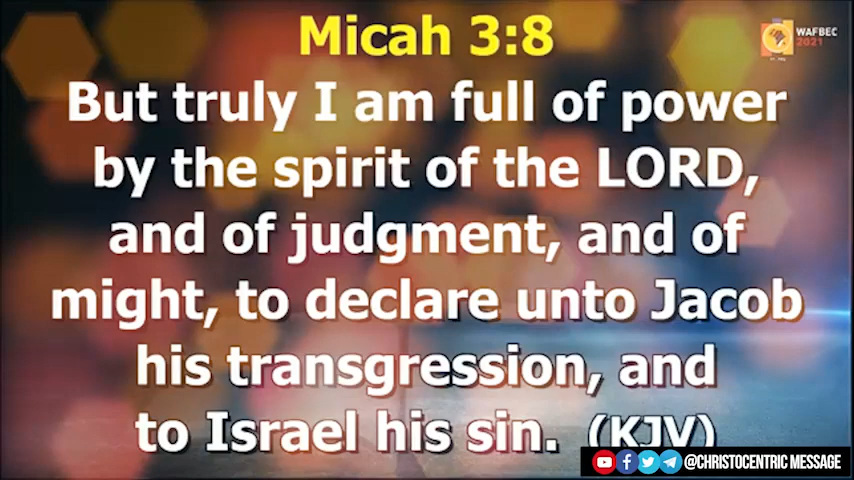 Micah 3:8
WAFBEC
2021
But truly I am full of power
by the spirit of the LORD,
and of judgment, and of
might, to declare unto Jacob
his transgression, and
to Israel his sin. (KJV)
@CHRISTOCENTRIC MESSAGE